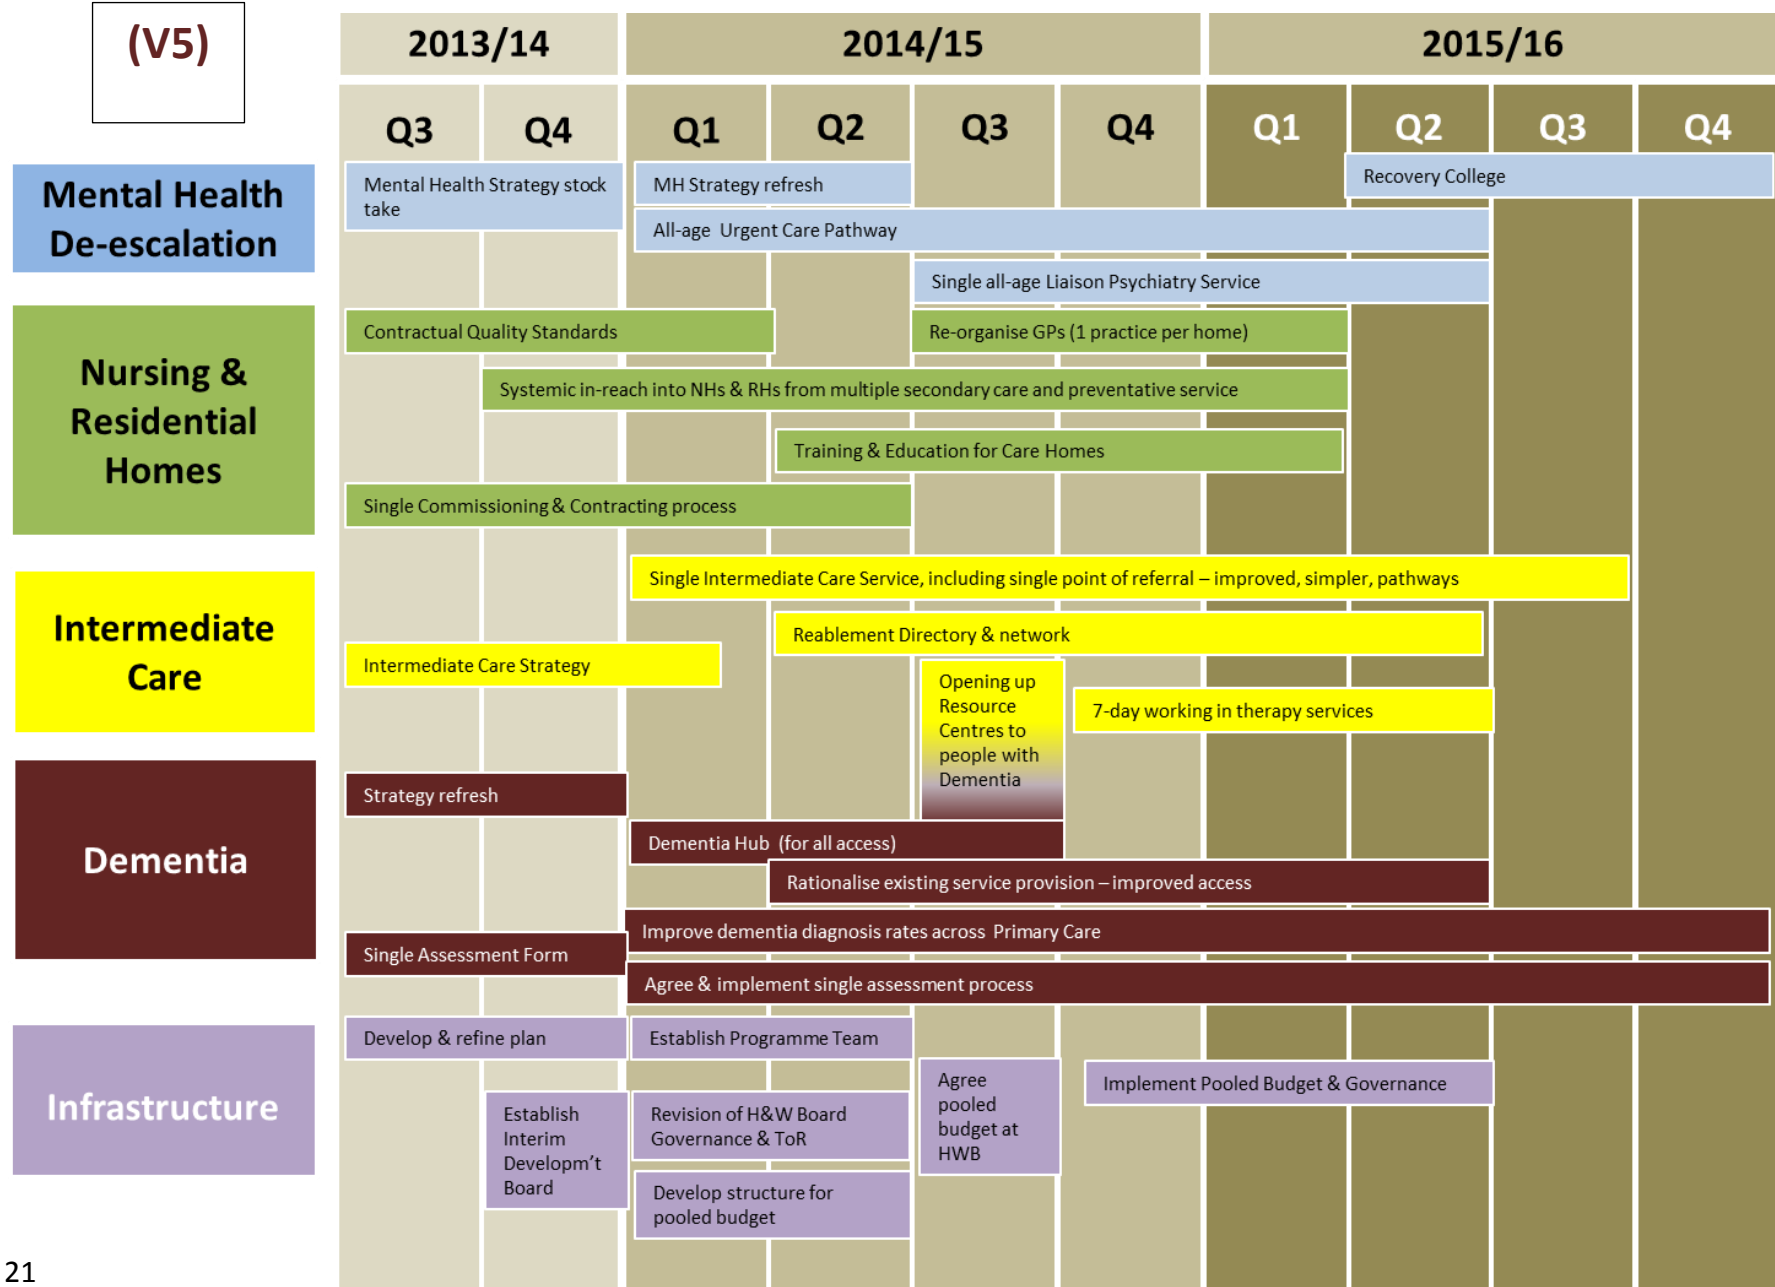 (V5)
2013/14
2014/15
2015/16
Q3
Q4
Q1
Q2
Q3
Q4
Q1
Q2
Q3
Q4
Mental Health
De-escalation
Mental Health Strategy stock
take
MH Strategy refresh
Recovery College
All-age Urgent Care Pathway
Single all-age Liaison Psychiatry Service
Nursing &
Residential
Homes
Contractual Quality Standards
Re-organise GPs (1 practice per home)
Systemic in-reach into NHs & RHs from multiple secondary care and preventative service
Training & Education for Care Homes
Single Commissioning & Contracting process
Intermediate
Care
Single Intermediate Care Service, including single point of referral – improved, simpler, pathways
Reablement Directory & network
Intermediate Care Strategy
Opening up
Resource
Centres to
people with
Dementia
7-day working in therapy services
Dementia
Strategy refresh
Dementia Hub (for all access)
Rationalise existing service provision – improved access
Improve dementia diagnosis rates across Primary Care
Single Assessment Form
Agree & implement single assessment process
Infrastructure
Develop & refine plan
Establish Programme Team
Agree
pooled
budget at
HWB
Implement Pooled Budget & Governance
Establish
Interim
Developm't
Board
Revision of H&W Board
Governance & ToR
Develop structure for
pooled budget
21